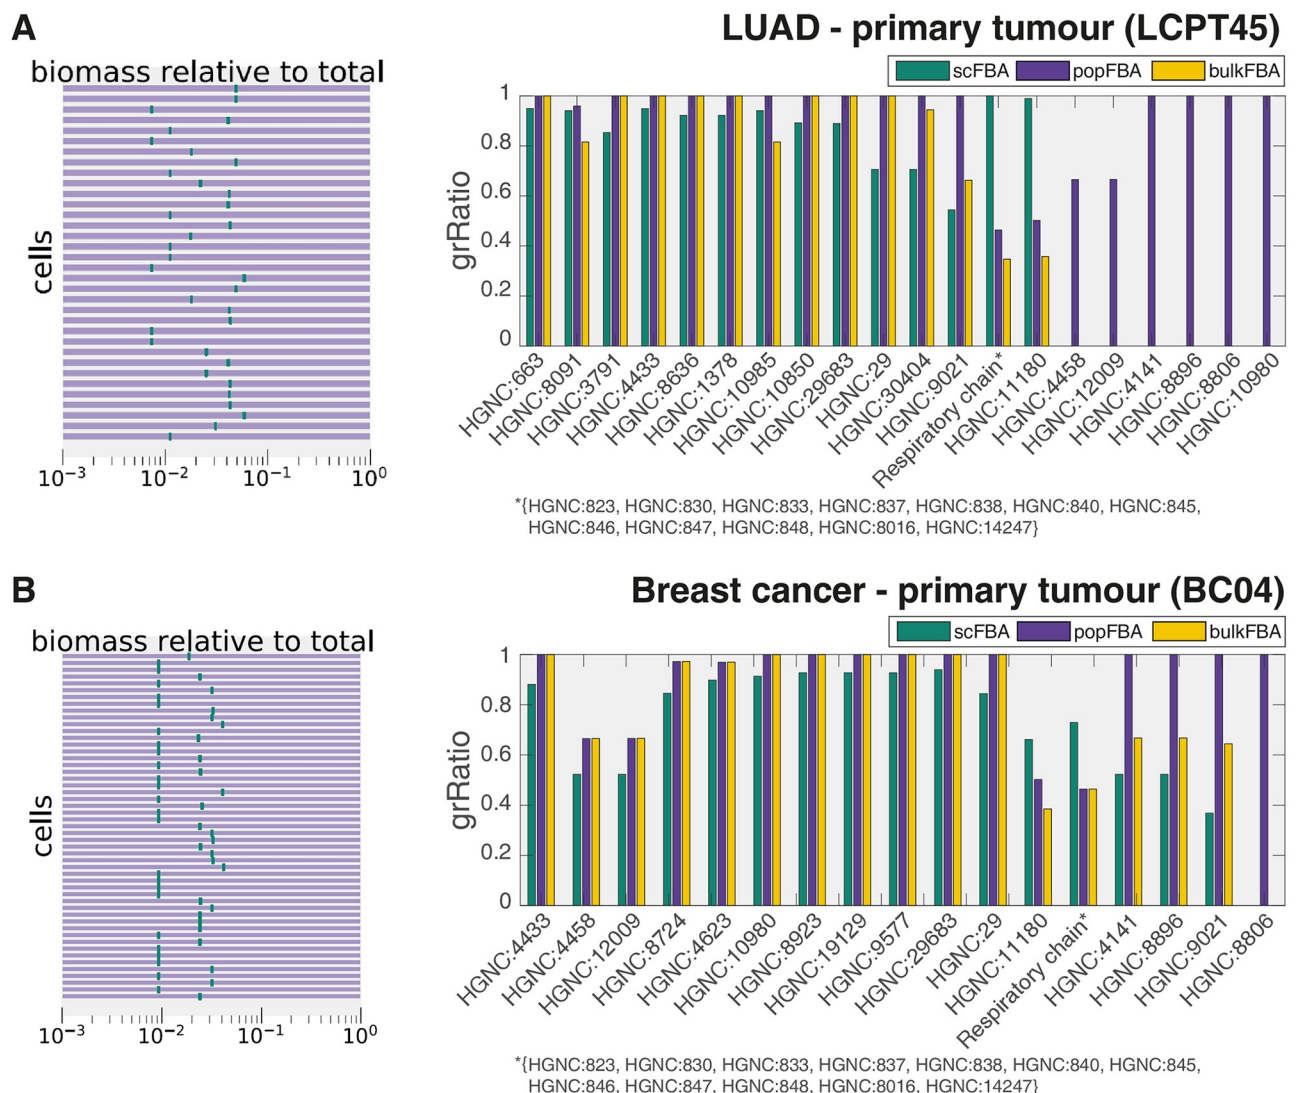 A
LUAD - primary tumour (LCPT45)
biomass relative to total
cells
10⁻³ 10⁻² 10⁻¹ 10⁰
scFBA popFBA bulkFBA
grRatio
1
0.8
0.6
0.4
0.2
0
HGNC:663
HGNC:8091
HGNC:3791
HGNC:4433
HGNC:8636
HGNC:1378
HGNC:10985
HGNC:10850
HGNC:29683
HGNC:29
HGNC:30404
HGNC:9021
Respiratory chain*
HGNC:11180
HGNC:4458
HGNC:12009
HGNC:4141
HGNC:8896
HGNC:8806
HGNC:10980
*{HGNC:823, HGNC:830, HGNC:833, HGNC:837, HGNC:838, HGNC:840, HGNC:845,
HGNC:846, HGNC:847, HGNC:848, HGNC:8016, HGNC:14247}
B
Breast cancer - primary tumour (BC04)
biomass relative to total
cells
10⁻³ 10⁻² 10⁻¹ 10⁰
scFBA popFBA bulkFBA
grRatio
1
0.8
0.6
0.4
0.2
0
HGNC:4433
HGNC:4458
HGNC:12009
HGNC:8724
HGNC:4623
HGNC:10980
HGNC:8923
HGNC:19129
HGNC:9577
HGNC:29683
HGNC:29
HGNC:11180
Respiratory chain*
HGNC:4141
HGNC:8896
HGNC:9021
HGNC:8806
*{HGNC:823, HGNC:830, HGNC:833, HGNC:837, HGNC:838, HGNC:840, HGNC:845,
HGNC:846, HGNC:847, HGNC:848, HGNC:8016, HGNC:14247}